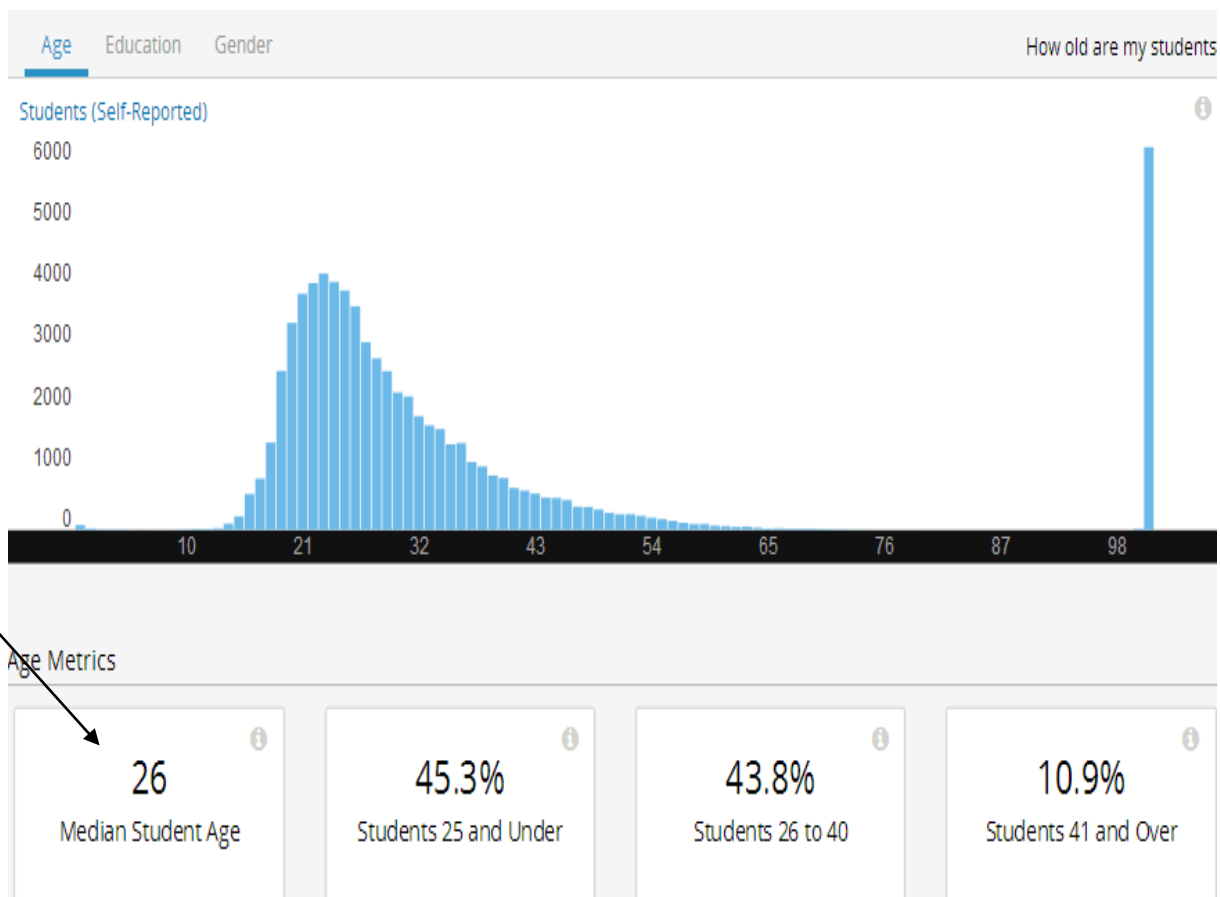 Age Education Gender How old are my students
Students (Self-Reported)
6000
5000
4000
3000
2000
1000
0
10 21 32 43 54 65 76 87 98
Age Metrics
26 45.3% 43.8% 10.9%
Median Student Age Students 25 and Under Students 26 to 40 Students 41 and Over